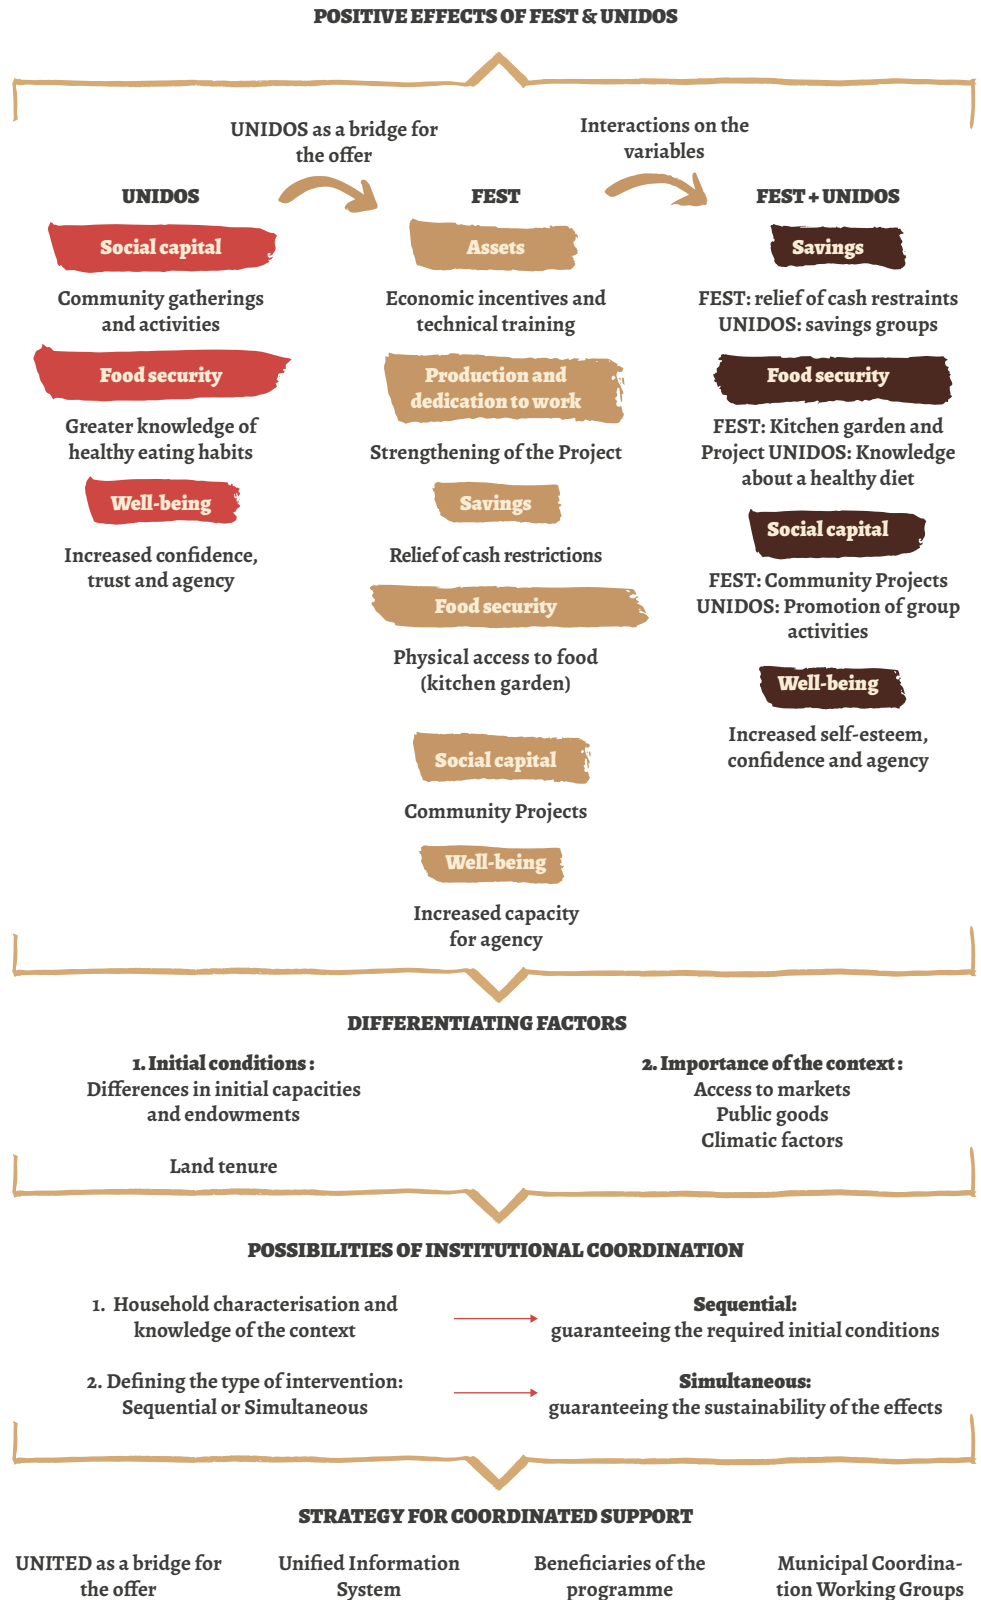 POSITIVE EFFECTS OF FEST & UNIDOS
UNIDOS as a bridge for
the offer
Interactions on the
variables
UNIDOS
Social capital
Community gatherings
and activities
Food security
Greater knowledge of
healthy eating habits
Well-being
Increased confidence,
trust and agency
FEST
Assets
Economic incentives and
technical training
Production and
dedication to work
Strengthening of the Project
Savings
Relief of cash restrictions
Food security
Physical access to food
(kitchen garden)
Social capital
Community Projects
Well-being
Increased capacity
for agency
FEST + UNIDOS
Savings
FEST: relief of cash restraints
UNIDOS: savings groups
Food security
FEST: Kitchen garden and
Project UNIDOS: Knowledge
about a healthy diet
Social capital
FEST: Community Projects
UNIDOS: Promotion of group
activities
Well-being
Increased self-esteem,
confidence and agency
DIFFERENTIATING FACTORS
1. Initial conditions :
Differences in initial capacities
and endowments
Land tenure
2. Importance of the context :
Access to markets
Public goods
Climatic factors
POSSIBILITIES OF INSTITUTIONAL COORDINATION
1. Household characterisation and
knowledge of the context
Sequential:
guaranteeing the required initial conditions
2. Defining the type of intervention:
Sequential or Simultaneous
Simultaneous:
guaranteeing the sustainability of the effects
STRATEGY FOR COORDINATED SUPPORT
UNITED as a bridge for
the offer
Unified Information
System
Beneficiaries of the
programme
Municipal Coordina-
tion Working Groups